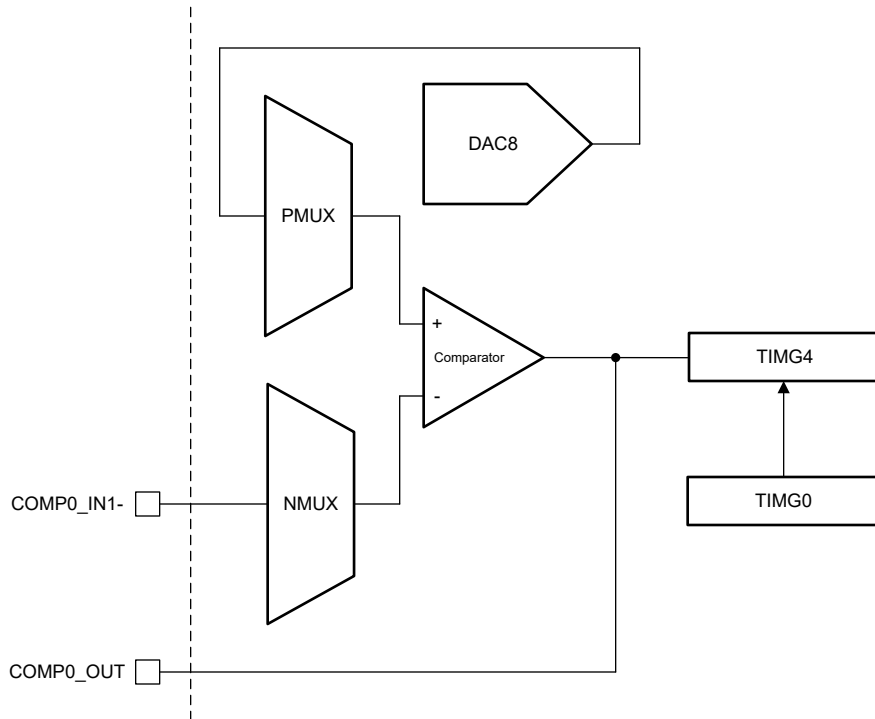 DAC8
PMUX
+
Comparator
-
TIMG4
COMP0_IN1-
NMUX
TIMG0
COMP0_OUT